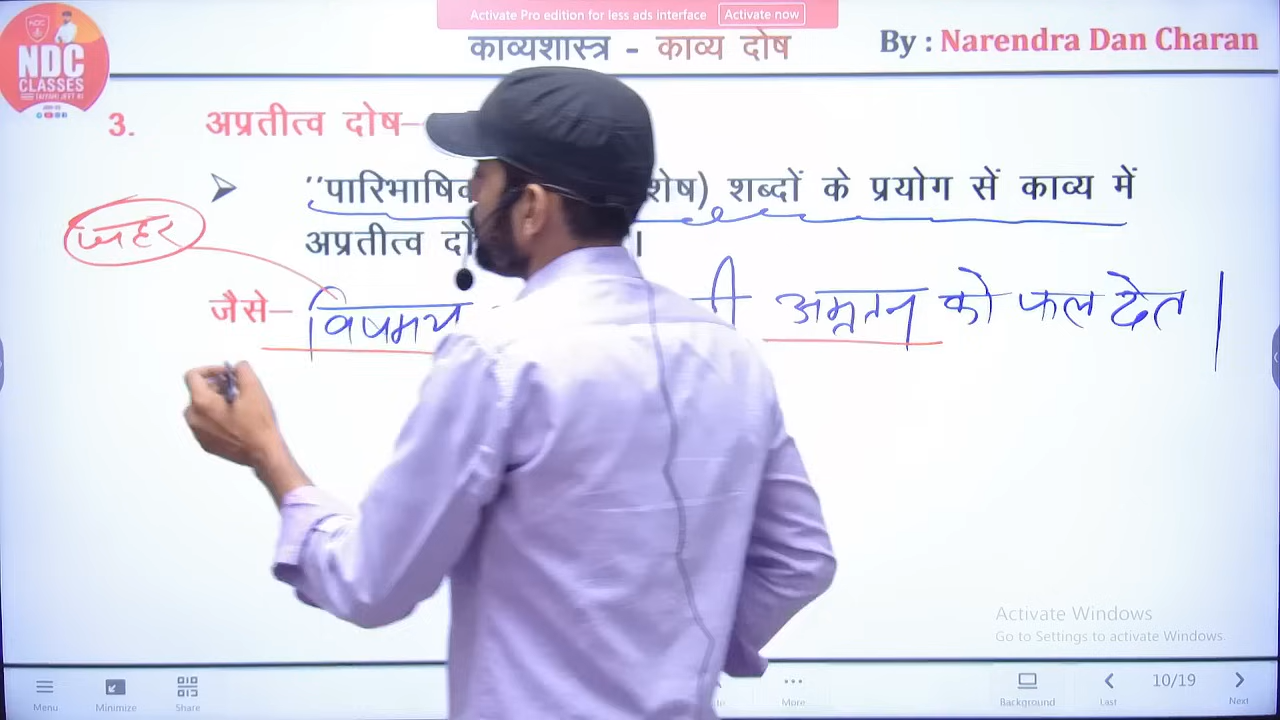 Activate Pro edition for less ads interface Activate now
काव्यशास्त्र - काव्य दोष
By : Narendra Dan Charan
NDC
CLASSES
3. अप्रतीत्व दोष–
➢ ''पारिभाषिक शेष) शब्दों के प्रयोग सें काव्य में
अप्रतीत्व दो ।
जहर
जैसे– विषमय अमृतन को फल देत |
Activate Windows
Go to Settings to activate Windows.
Menu Minimize Share More Background Last 10/19 Next